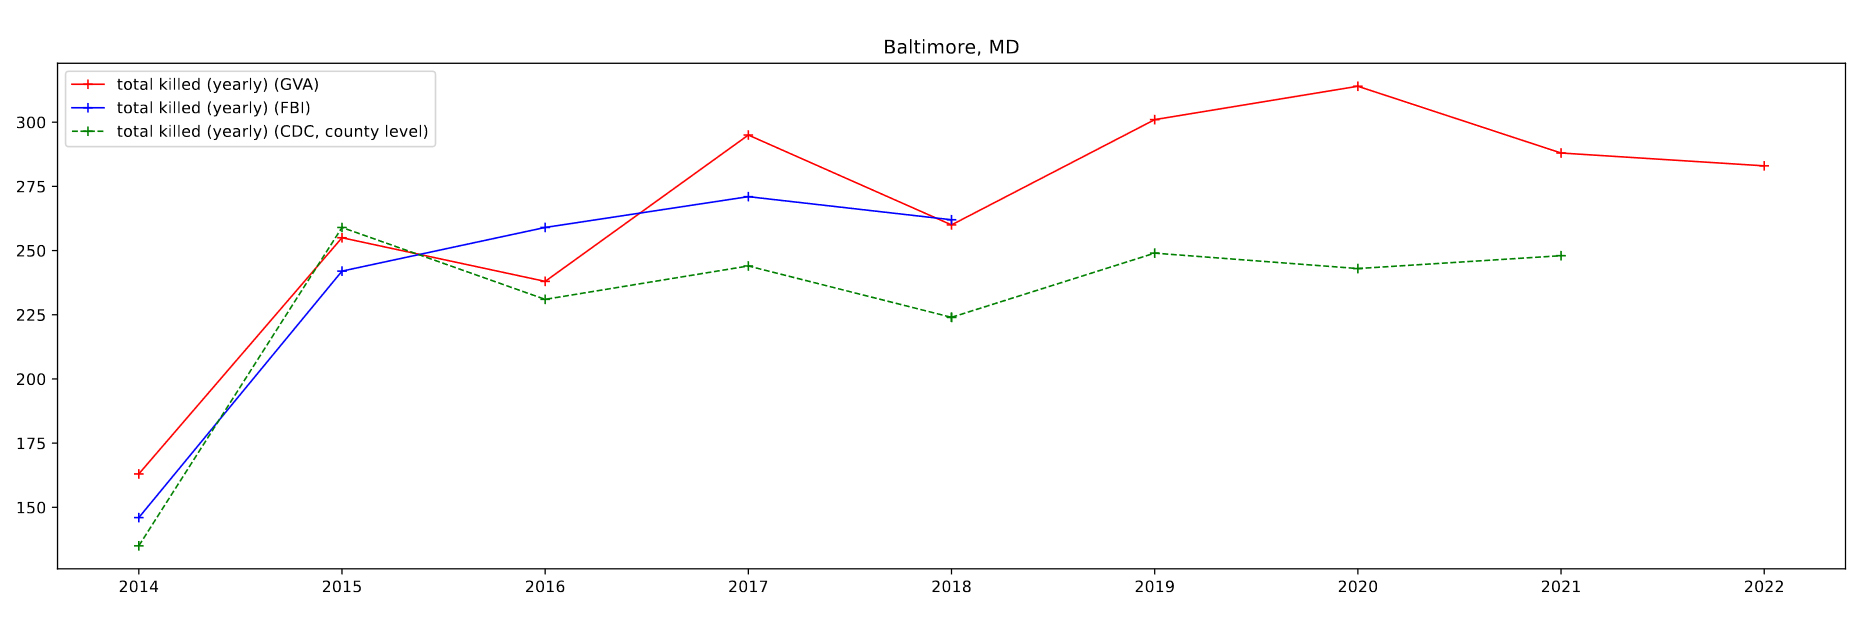 Baltimore, MD
total killed (yearly) (GVA)
total killed (yearly) (FBI)
total killed (yearly) (CDC, county level)
300
275
250
225
200
175
150
2014 2015 2016 2017 2018 2019 2020 2021 2022